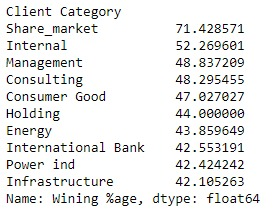 Client Category
Share_market 71.428571
Internal 52.269601
Management 48.837209
Consulting 48.295455
Consumer Good 47.027027
Holding 44.000000
Energy 43.859649
International Bank 42.553191
Power ind 42.424242
Infrastructure 42.105263
Name: Wining %age, dtype: float64